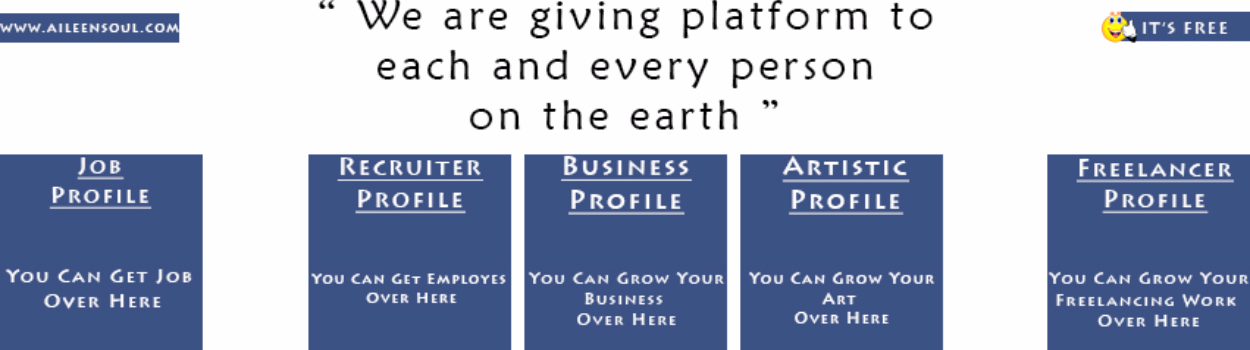 WWW.AILEENSOUL.COM
“ We are giving platform to
each and every person
on the earth ”
IT'S FREE
JOB
PROFILE
YOU CAN GET JOB
OVER HERE
RECRUITER
PROFILE
YOU CAN GET EMPLOYES
OVER HERE
BUSINESS
PROFILE
YOU CAN GROW YOUR
BUSINESS
OVER HERE
ARTISTIC
PROFILE
YOU CAN GROW YOUR
ART
OVER HERE
FREELANCER
PROFILE
YOU CAN GROW YOUR
FREELANCING WORK
OVER HERE